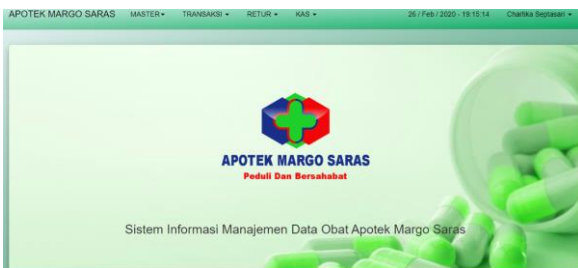 APOTEK MARGO SARAS MASTER TRANSAKSI RETUR KAS 26 / Feb / 2020 - 19:15:14 Chartika Septasari
APOTEK MARGO SARAS
Peduli Dan Bersahabat
Sistem Informasi Manajemen Data Obat Apotek Margo Saras